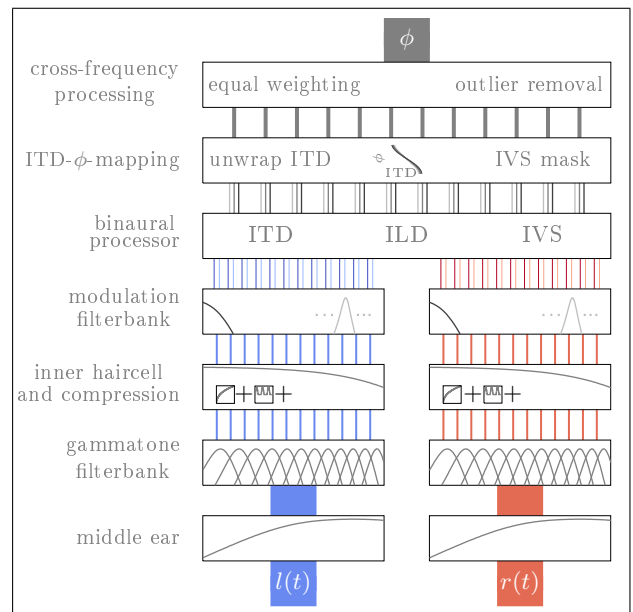 ϕ
cross-frequency
processing
equal weighting outlier removal
ITD-ϕ-mapping
unwrap ITD ϕ ITD IVS mask
binaural
processor
ITD ILD IVS
modulation
filterbank
... ...
... ...
inner haircell
and compression
+ +
+ +
gammatone
filterbank
middle ear
l(t) r(t)